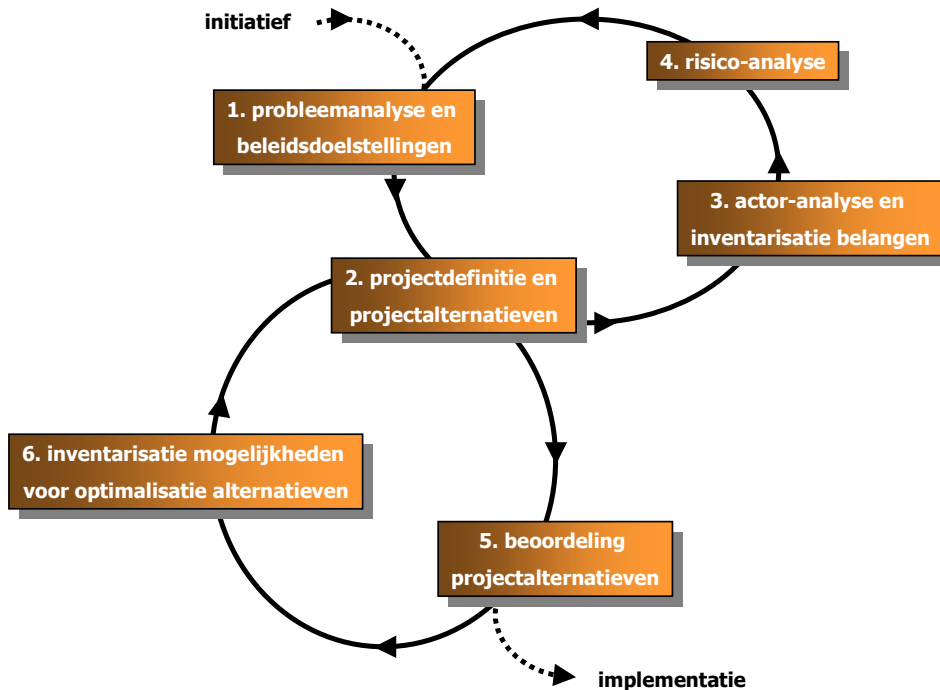 initiatief
1. probleemanalyse en
beleidsdoelstellingen
2. projectdefinitie en
projectalternatieven
3. actor-analyse en
inventarisatie belangen
4. risico-analyse
5. beoordeling
projectalternatieven
6. inventarisatie mogelijkheden
voor optimalisatie alternatieven
implementatie